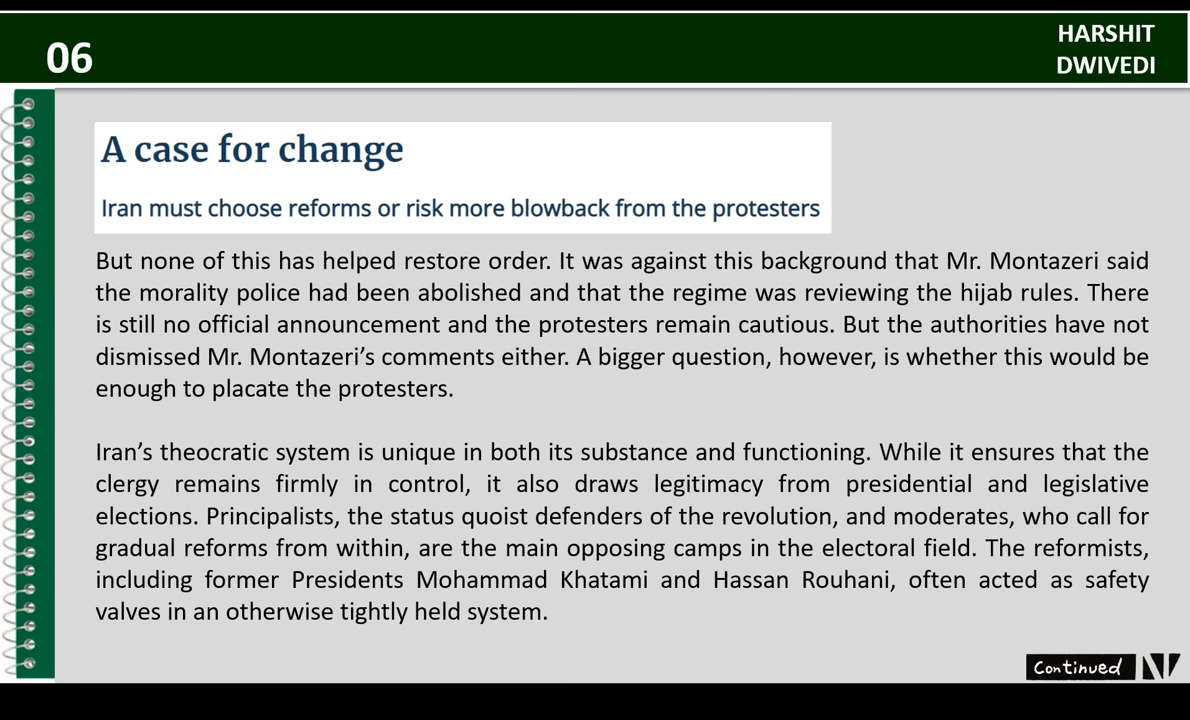 06
HARSHIT
DWIVEDI
A case for change
Iran must choose reforms or risk more blowback from the protesters
But none of this has helped restore order. It was against this background that Mr. Montazeri said
the morality police had been abolished and that the regime was reviewing the hijab rules. There
is still no official announcement and the protesters remain cautious. But the authorities have not
dismissed Mr. Montazeri’s comments either. A bigger question, however, is whether this would be
enough to placate the protesters.
Iran’s theocratic system is unique in both its substance and functioning. While it ensures that the
clergy remains firmly in control, it also draws legitimacy from presidential and legislative
elections. Principalists, the status quoist defenders of the revolution, and moderates, who call for
gradual reforms from within, are the main opposing camps in the electoral field. The reformists,
including former Presidents Mohammad Khatami and Hassan Rouhani, often acted as safety
valves in an otherwise tightly held system.
Continued